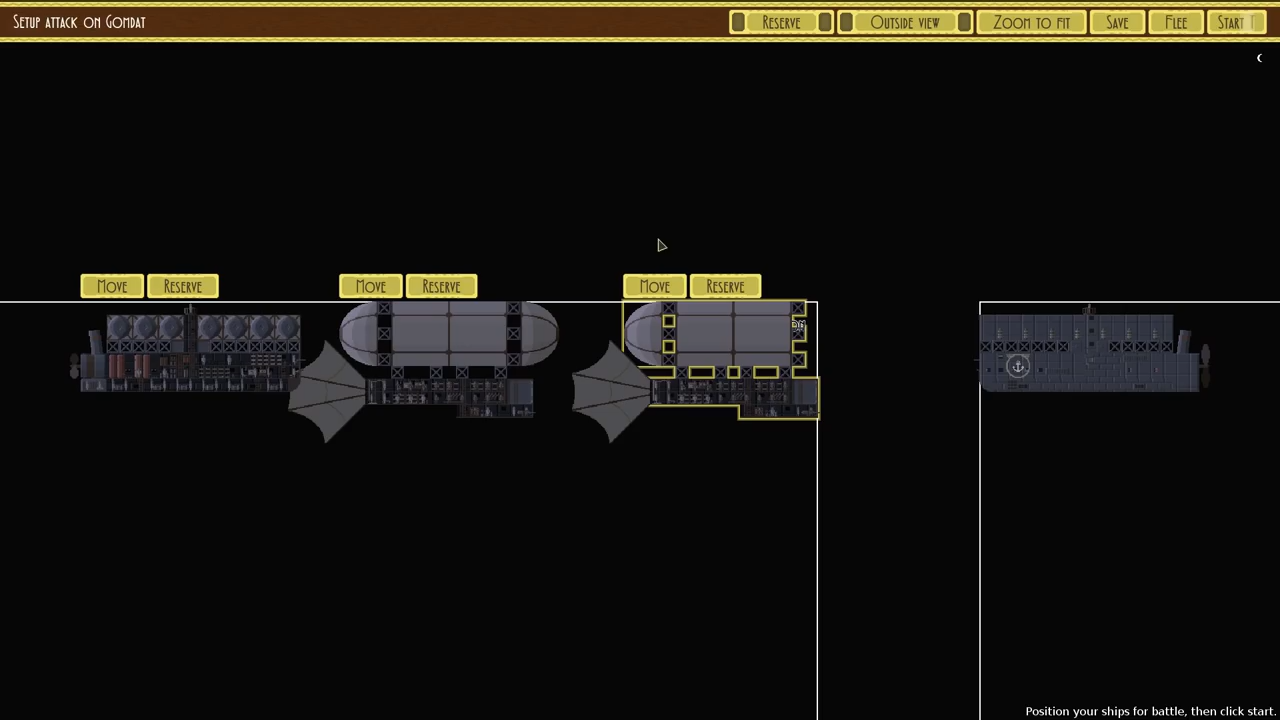 Setup attack on Gomdat
Reserve
Outside view
Zoom to fit
Save
Flee
Start
Move
Reserve
Move
Reserve
Move
Reserve
Position your ships for battle, then click start.